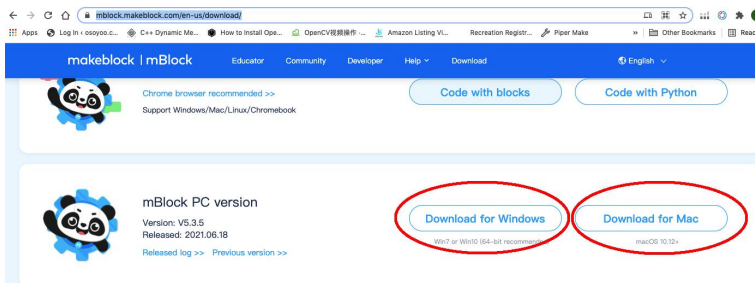 mblock.makeblock.com/en-us/download/
Apps Log In ‹ osoyoo.c... C++ Dynamic Me... How to Install Ope... OpenCV视频操作 -... Amazon Listing Vi... Recreation Registr... Piper Make » Other Bookmarks
makeblock | mBlock Educator Community Developer Help Download English
Chrome browser recommended >>
Support Windows/Mac/Linux/Chromebook
Code with blocks Code with Python
mBlock PC version
Version: V5.3.5
Released: 2021.06.18
Released log >> Previous version >>
Download for Windows Download for Mac
Win7 or Win10 (64-bit macOS 10.12+